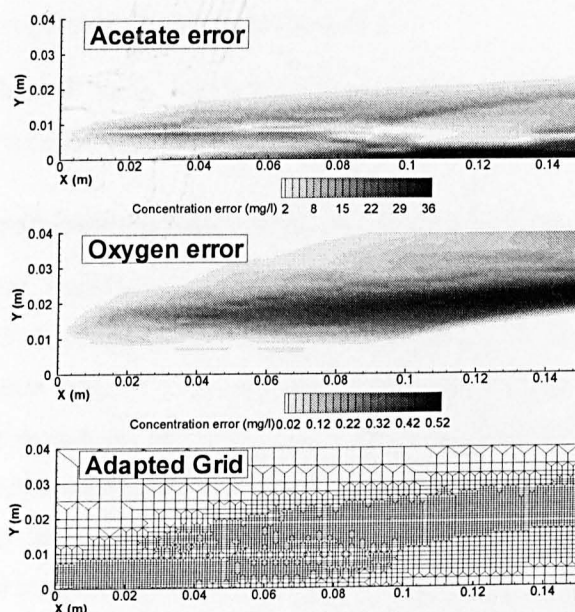 0.04
Acetate error
0.03
Y (m)
0.02
0.01
0
0 0.02 0.04 0.06 0.08 0.1 0.12 0.14
X (m)
Concentration error (mg/l) 2 8 15 22 29 36
0.04
Oxygen error
0.03
Y (m)
0.02
0.01
0
0 0.02 0.04 0.06 0.08 0.1 0.12 0.14
X (m)
Concentration error (mg/l) 0.02 0.12 0.22 0.32 0.42 0.52
0.04
Adapted Grid
0.03
Y (m)
0.02
0.01
0
0 0.02 0.04 0.06 0.08 0.1 0.12 0.14
X (m)